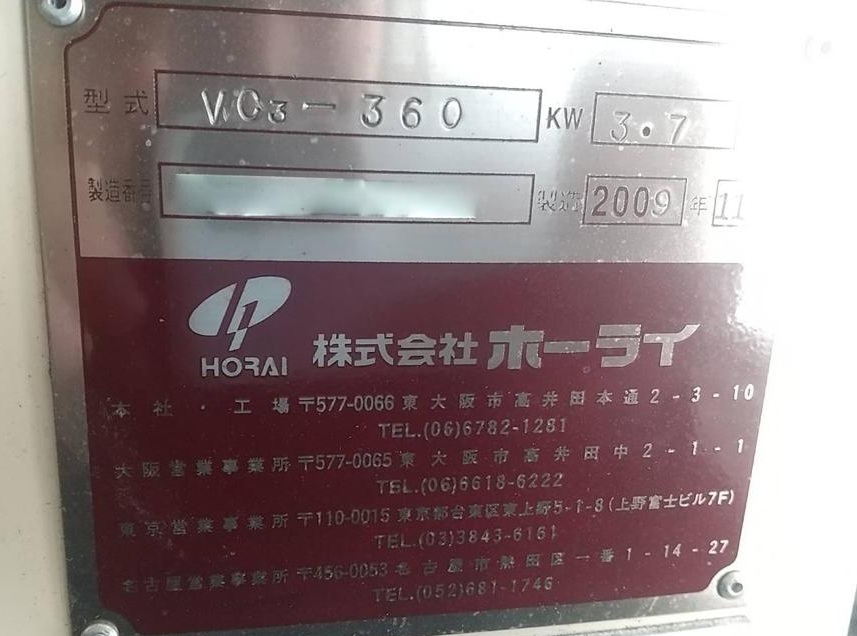 型式 VC3-360 KW 3.7
製造番号 製造 2009 年 11
HORAI 株式会社ホーライ
本社・工場 〒577-0066 東大阪市高井田本通2-3-10
TEL.(06)6782-1281
大阪営業事業所 〒577-0065 東大阪市高井田中2-1-1
TEL.(06)6618-6222
東京営業事業所 〒110-0015 東京都台東区東上野5-1-8(上野富士ビル7F)
TEL.(03)3843-6161
名古屋営業事業所 〒456-0053 名古屋市熱田区一番1-14-27
TEL.(052)681-1746